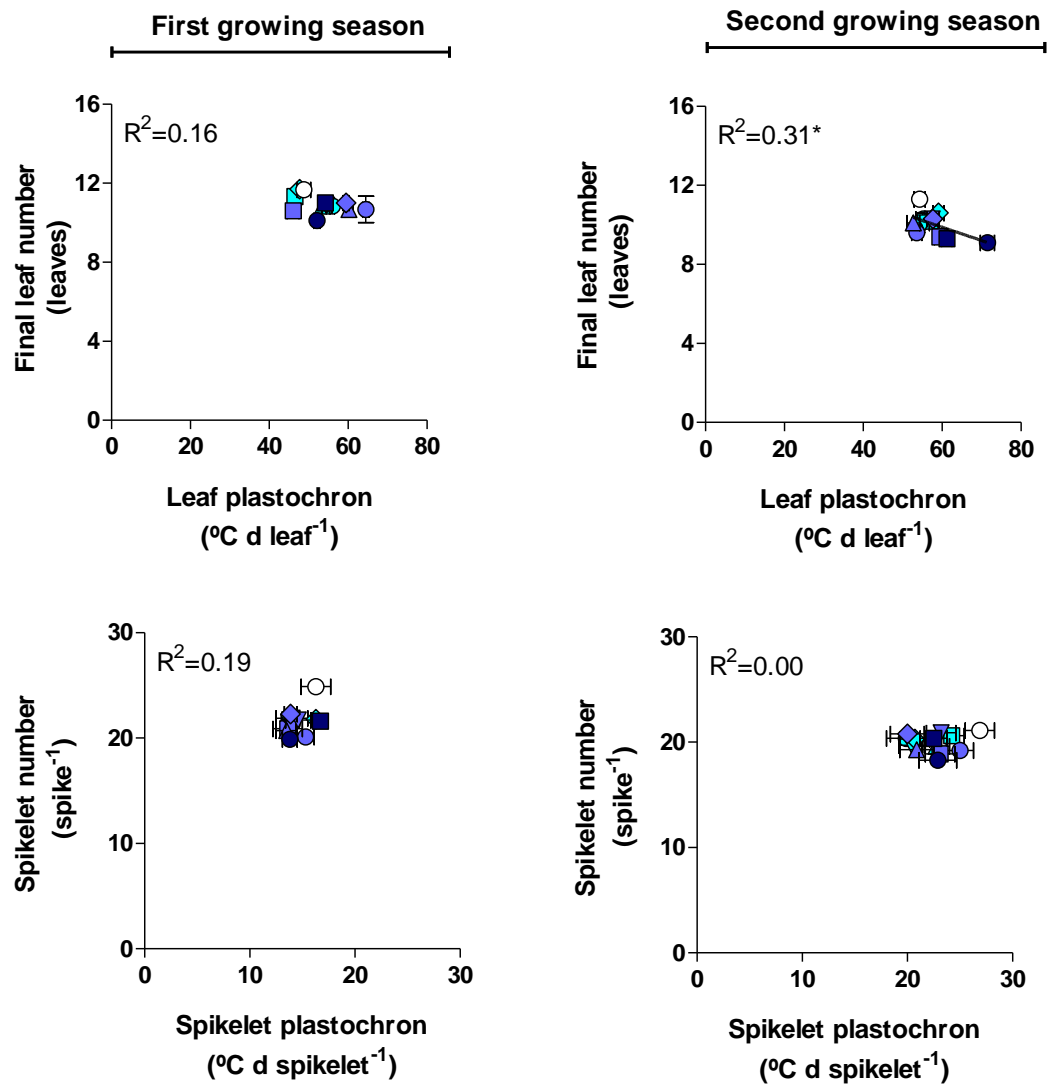 First growing season
Second growing season
R²=0.16
Final leaf number
(leaves)
16
12
8
4
0
0 20 40 60 80
Leaf plastochron
(ºC d leaf⁻¹)
R²=0.31*
Final leaf number
(leaves)
16
12
8
4
0
0 20 40 60 80
Leaf plastochron
(ºC d leaf⁻¹)
R²=0.19
Spikelet number
(spike⁻¹)
30
20
10
0
0 10 20 30
Spikelet plastochron
(ºC d spikelet⁻¹)
R²=0.00
Spikelet number
(spike⁻¹)
30
20
10
0
0 10 20 30
Spikelet plastochron
(ºC d spikelet⁻¹)